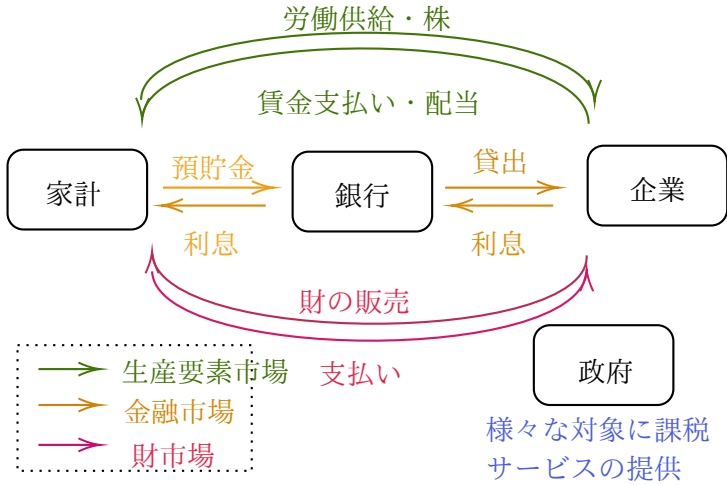 労働供給・株
賃金支払い・配当
預貯金
貸出
家計
銀行
企業
利息
利息
財の販売
支払い
生産要素市場
金融市場
財市場
政府
様々な対象に課税
サービスの提供